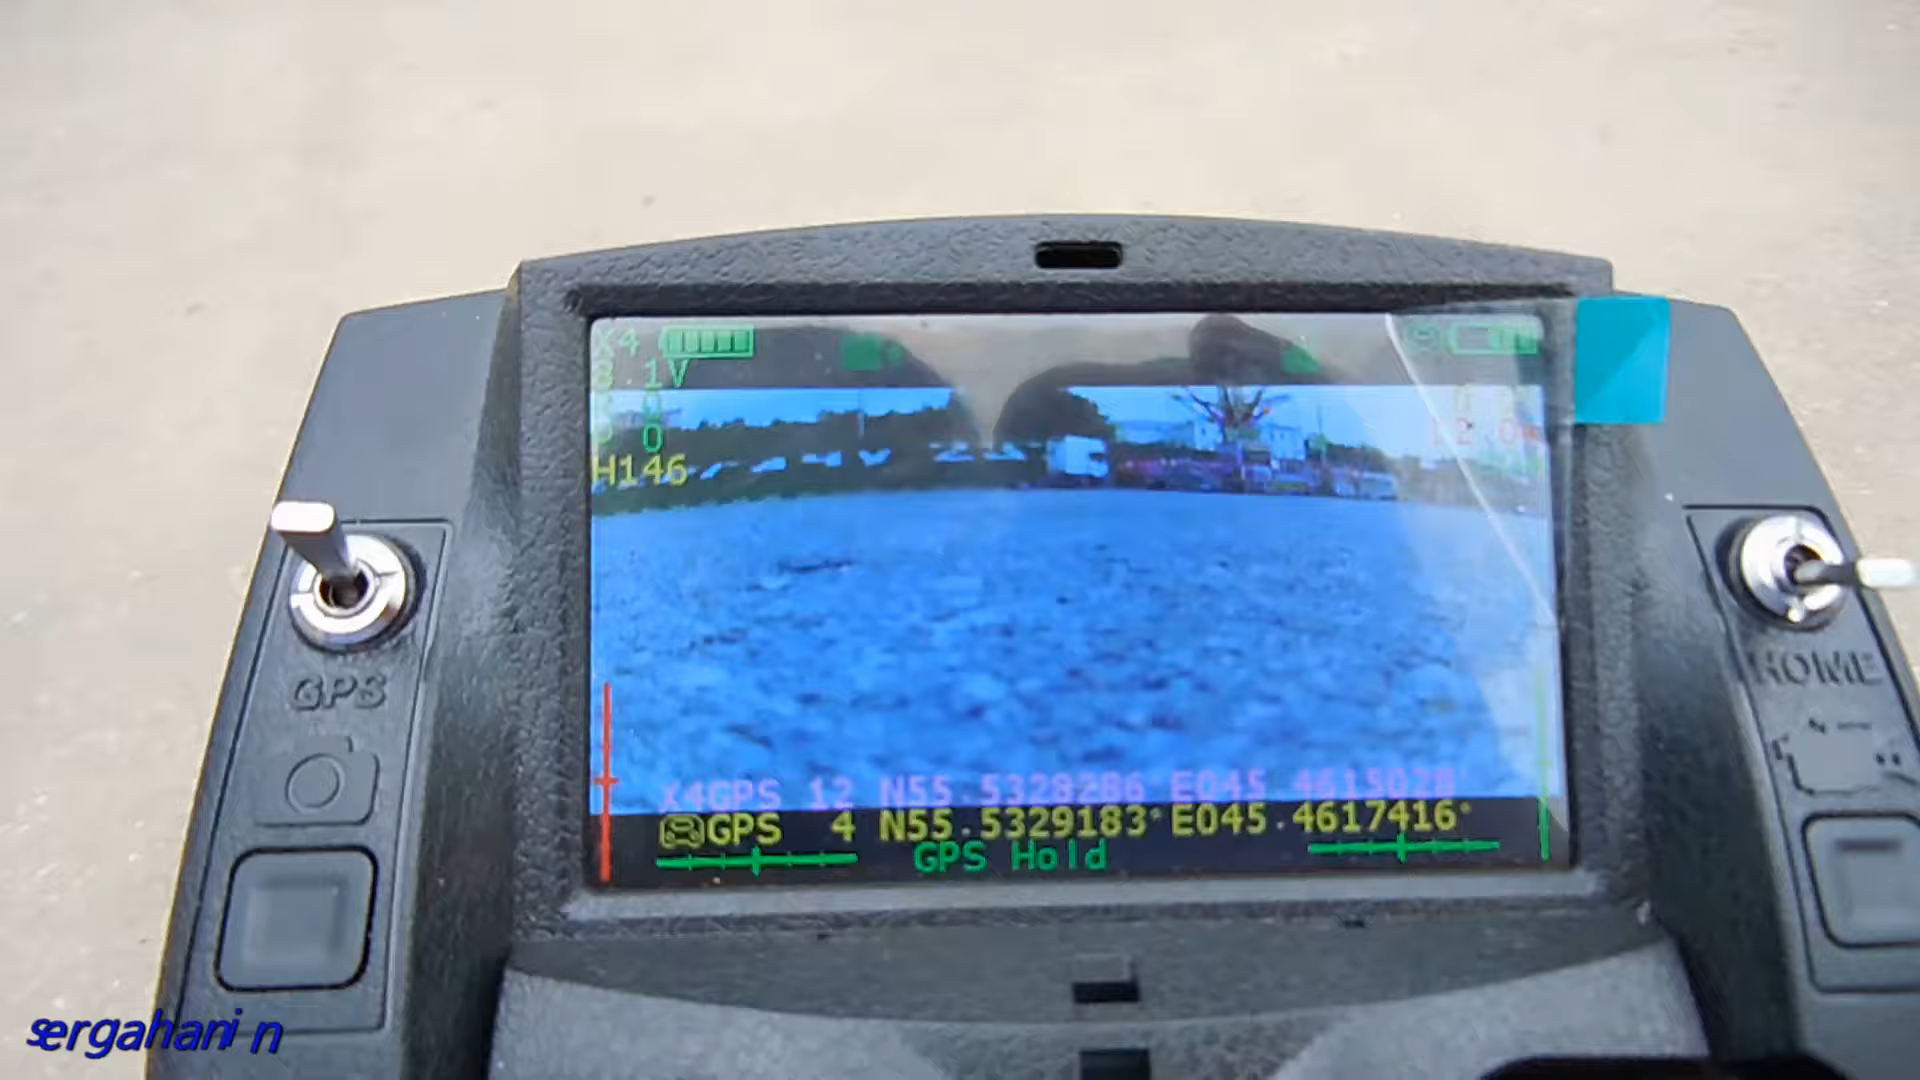 X4
8.1V
0
H146
GPS
HOME
X4GPS 12 N55.5328286° E045.4615028°
GPS 4 N55.5329183° E045.4617416°
GPS Hold
sergahanin